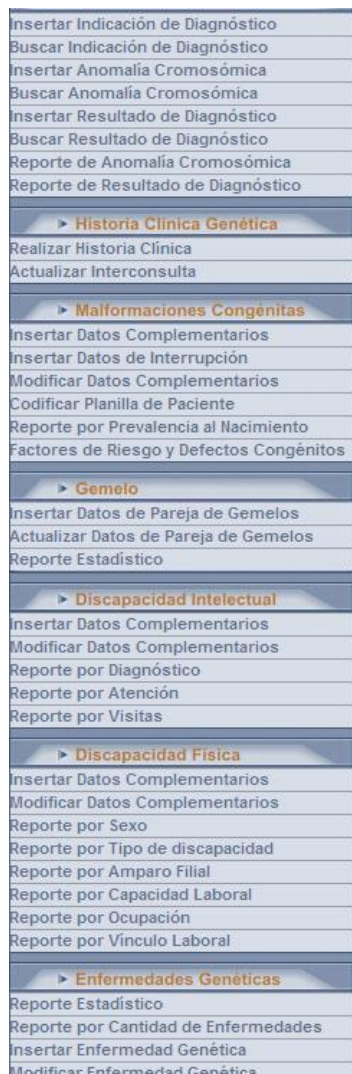 Insertar Indicación de Diagnóstico
Buscar Indicación de Diagnóstico
Insertar Anomalía Cromosómica
Buscar Anomalía Cromosómica
Insertar Resultado de Diagnóstico
Buscar Resultado de Diagnóstico
Reporte de Anomalía Cromosómica
Reporte de Resultado de Diagnóstico
Historia Clínica Genética
Realizar Historia Clínica
Actualizar Interconsulta
Malformaciones Congénitas
Insertar Datos Complementarios
Insertar Datos de Interrupción
Modificar Datos Complementarios
Codificar Planilla de Paciente
Reporte por Prevalencia al Nacimiento
Factores de Riesgo y Defectos Congénitos
Gemelo
Insertar Datos de Pareja de Gemelos
Actualizar Datos de Pareja de Gemelos
Reporte Estadístico
Discapacidad Intelectual
Insertar Datos Complementarios
Modificar Datos Complementarios
Reporte por Diagnóstico
Reporte por Atención
Reporte por Visitas
Discapacidad Física
Insertar Datos Complementarios
Modificar Datos Complementarios
Reporte por Sexo
Reporte por Tipo de discapacidad
Reporte por Amparo Filial
Reporte por Capacidad Laboral
Reporte por Ocupación
Reporte por Vínculo Laboral
Enfermedades Genéticas
Reporte Estadístico
Reporte por Cantidad de Enfermedades
Insertar Enfermedad Genética
Modificar Enfermedad Genética